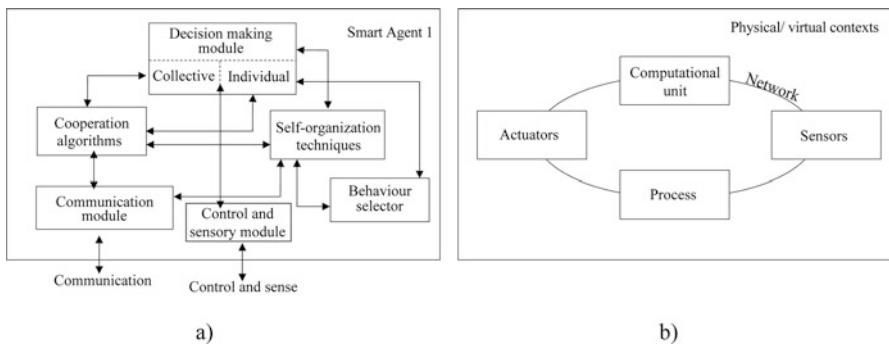 Smart Agent 1
Decision making
module
Collective
Individual
Cooperation
algorithms
Self-organization
techniques
Communication
module
Control and
sensory module
Behaviour
selector
Communication
Control and sense
a)
Physical/ virtual contexts
Computational
unit
Network
Actuators
Sensors
Process
b)